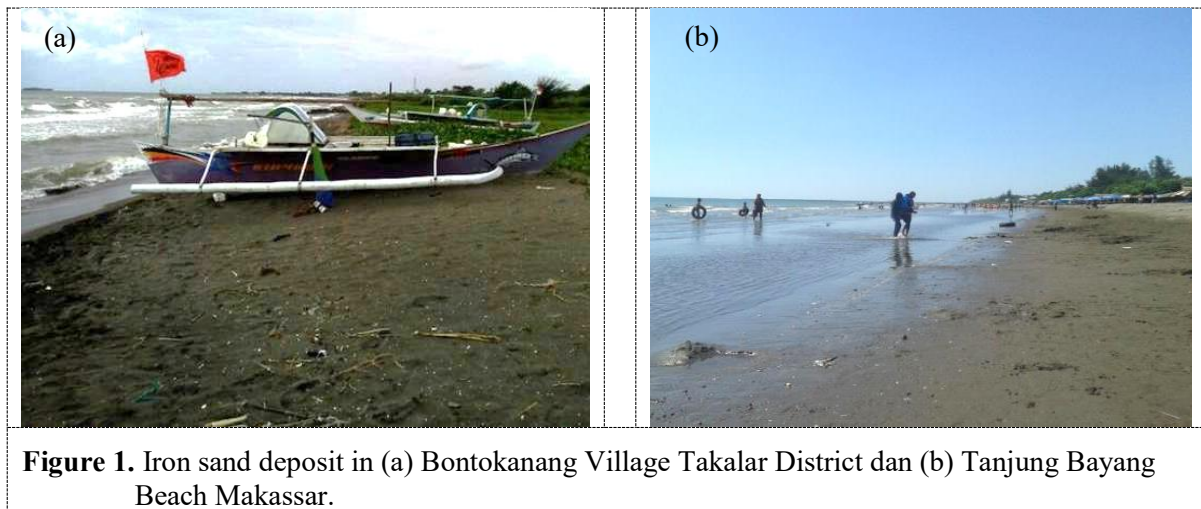 (a)
(b)
Figure 1. Iron sand deposit in (a) Bontokanang Village Takalar District dan (b) Tanjung Bayang
Beach Makassar.